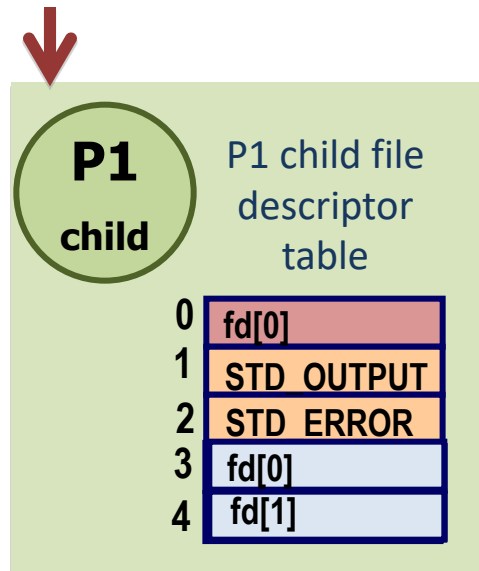 P1
child
P1 child file
descriptor
table
0 fd[0]
1 STD_OUTPUT
2 STD_ERROR
3 fd[0]
4 fd[1]